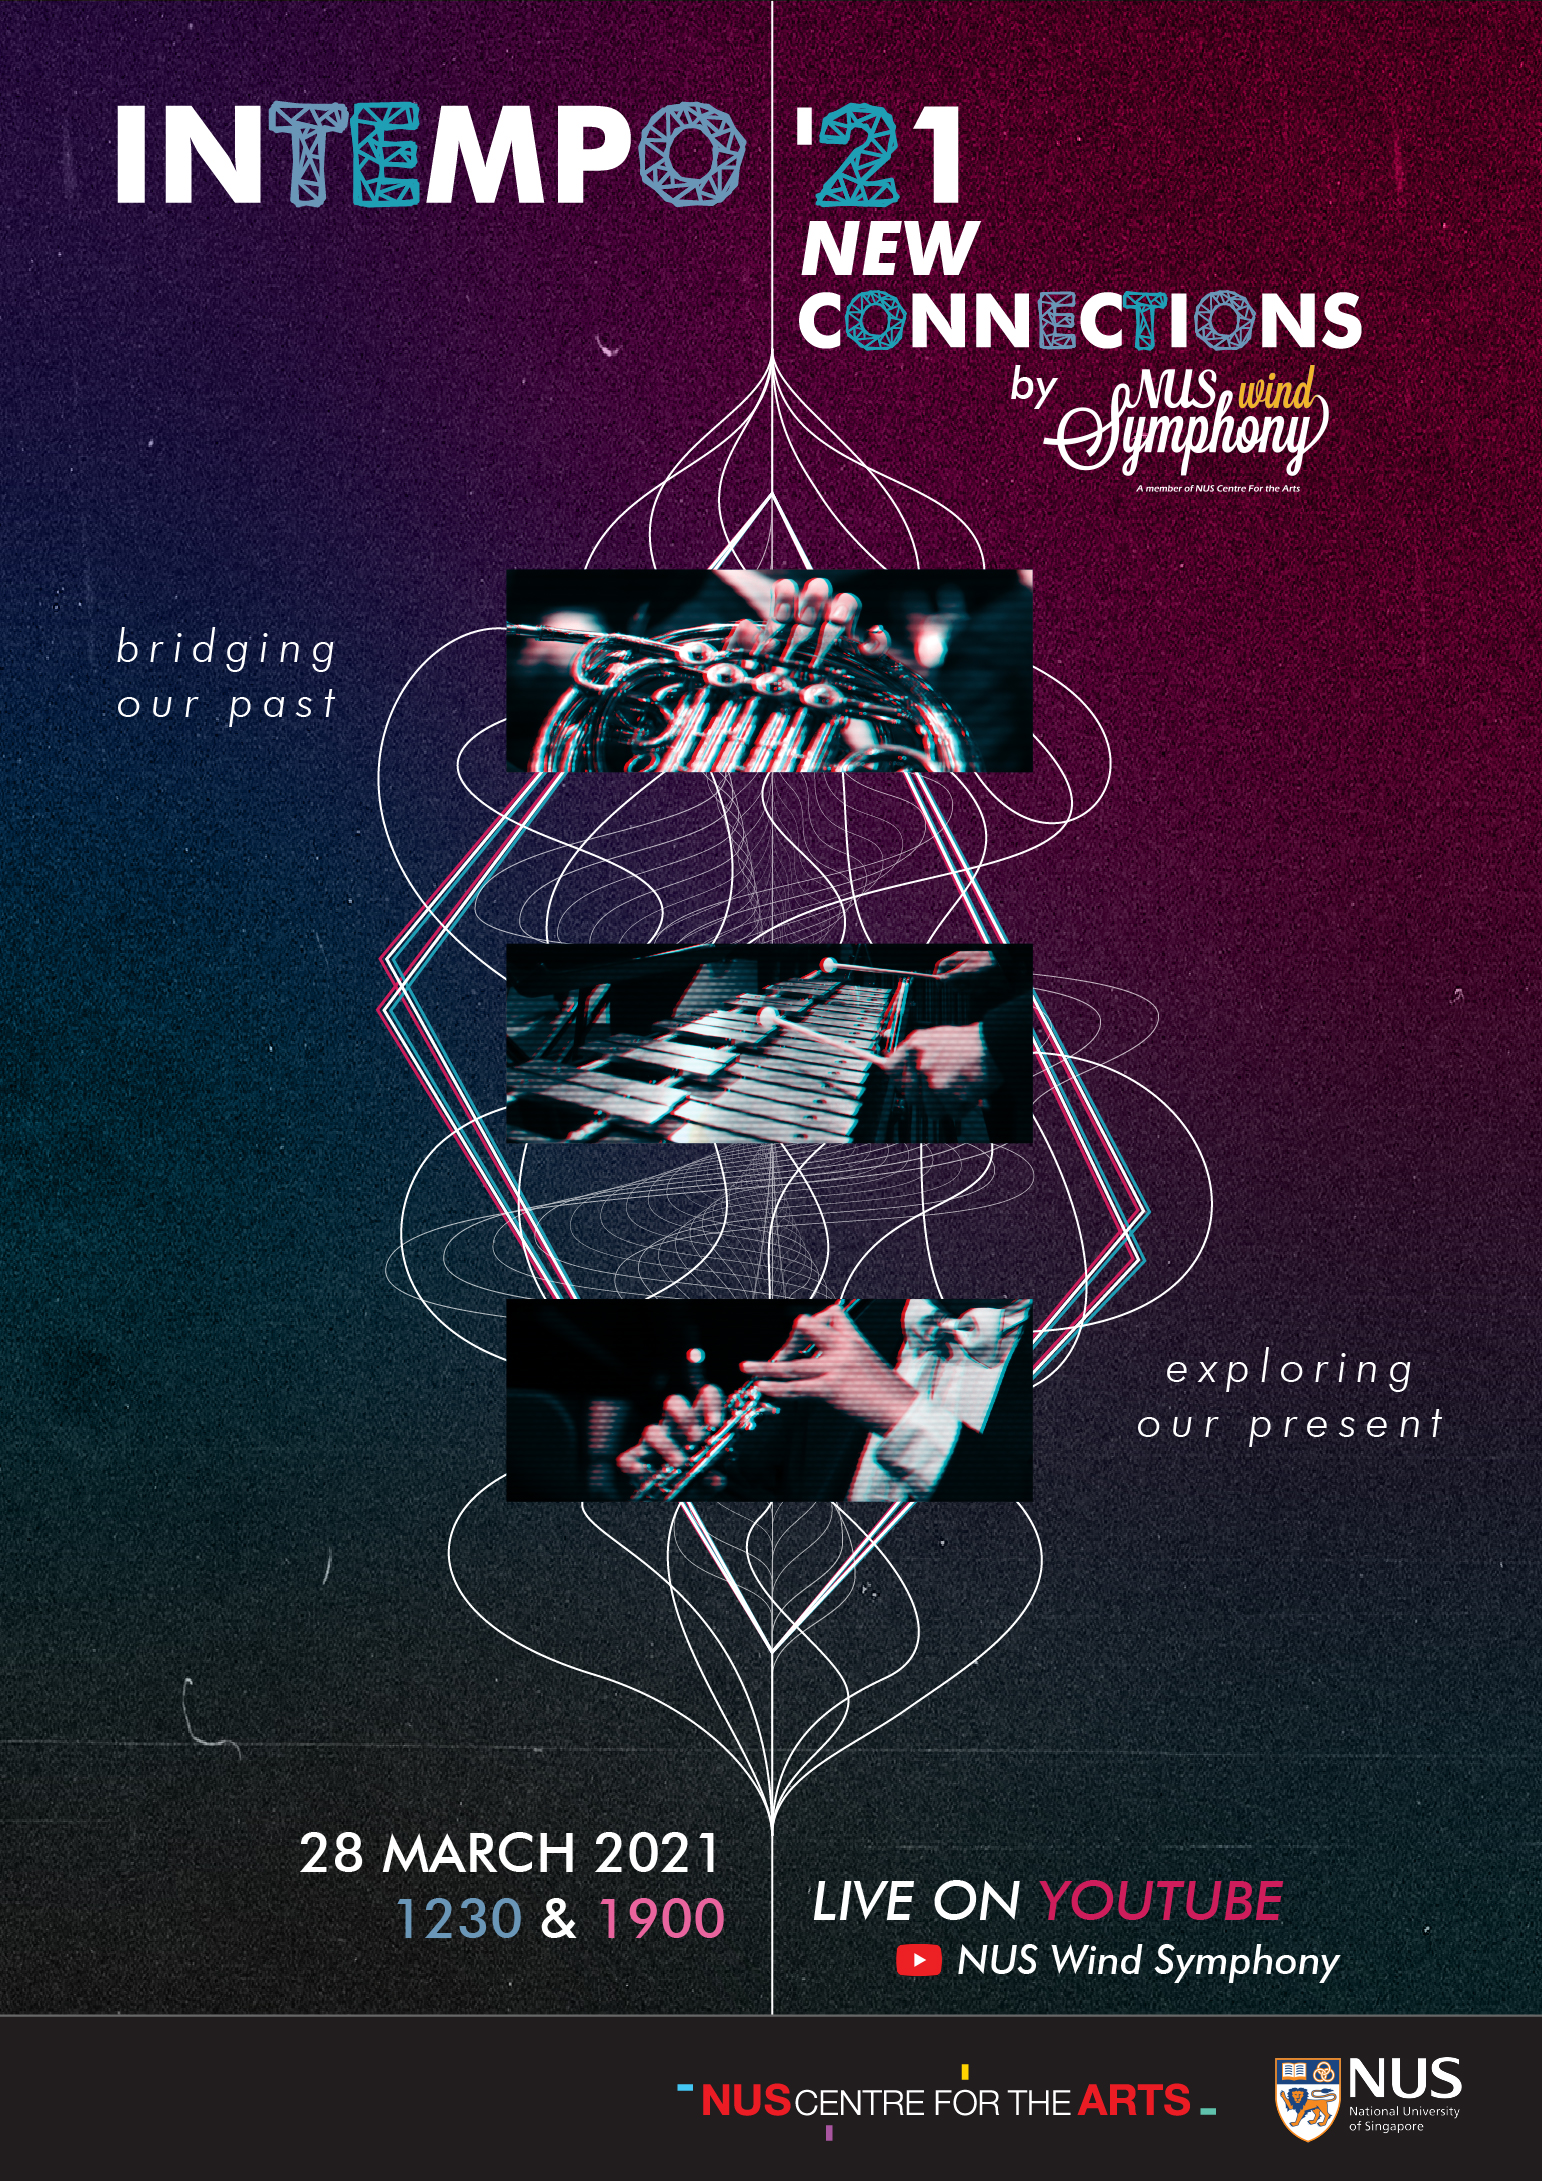 INTEMPO '21
NEW
CONNECTIONS
by NUS wind
Symphony
A member of NUS Centre For the Arts
bridging
our past
exploring
our present
28 MARCH 2021
1230 & 1900
LIVE ON YOUTUBE
NUS Wind Symphony
NUS CENTRE FOR THE ARTS
NUS
National University
of Singapore